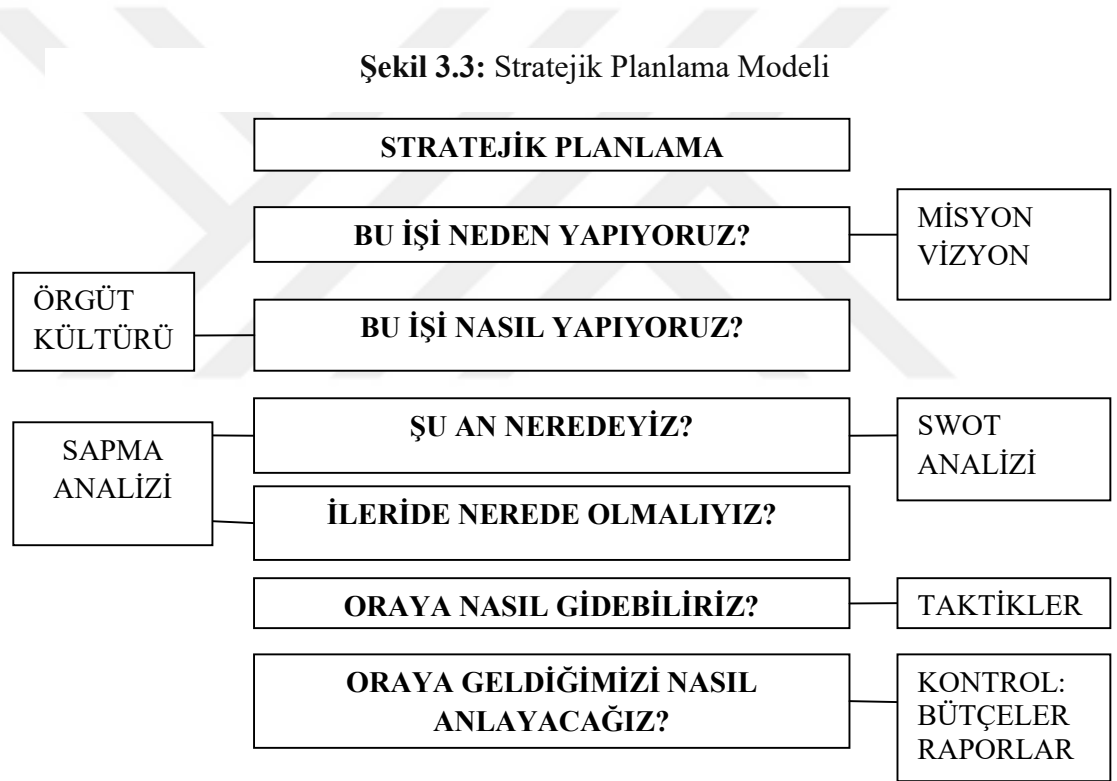 Şekil 3.3: Stratejik Planlama Modeli
STRATEJİK PLANLAMA
BU İŞİ NEDEN YAPIYORUZ?
MİSYON
VİZYON
ÖRGÜT
KÜLTÜRÜ
BU İŞİ NASIL YAPIYORUZ?
SAPMA
ANALİZİ
ŞU AN NEREDEYİZ?
SWOT
ANALİZİ
İLERİDE NEREDE OLMALIYIZ?
ORAYA NASIL GİDEBİLİRİZ?
TAKTİKLER
ORAYA GELDİĞİMİZİ NASIL
ANLAYACAĞIZ?
KONTROL:
BÜTÇELER
RAPORLAR